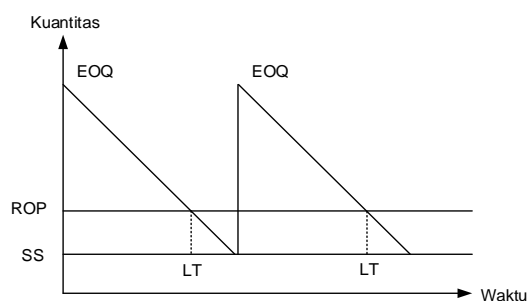 Kuantitas
EOQ EOQ
ROP
SS
LT LT
Waktu